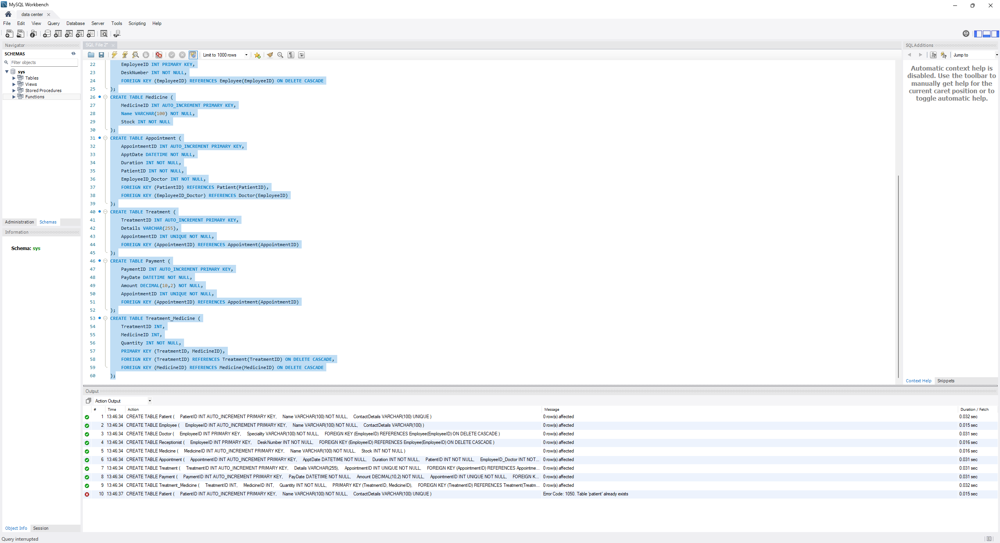 MySQL Workbench
data center
File Edit View Query Database Server Tools Scripting Help
Navigator
SCHEMAS
Filter objects
sys
Tables
Views
Stored Procedures
Functions
Administration Schemas
Information
Schema: sys
Object Info Session
SQL File 2*
Limit to 1000 rows
22 EmployeeID INT PRIMARY KEY,
23 DeskNumber INT NOT NULL,
24 FOREIGN KEY (EmployeeID) REFERENCES Employee(EmployeeID) ON DELETE CASCADE
25 );
26 CREATE TABLE Medicine (
27 MedicineID INT AUTO_INCREMENT PRIMARY KEY,
28 Name VARCHAR(100) NOT NULL,
29 Stock INT NOT NULL
30 );
31 CREATE TABLE Appointment (
32 AppointmentID INT AUTO_INCREMENT PRIMARY KEY,
33 ApptDate DATETIME NOT NULL,
34 Duration INT NOT NULL,
35 PatientID INT NOT NULL,
36 EmployeeID_Doctor INT NOT NULL,
37 FOREIGN KEY (PatientID) REFERENCES Patient(PatientID),
38 FOREIGN KEY (EmployeeID_Doctor) REFERENCES Doctor(EmployeeID)
39 );
40 CREATE TABLE Treatment (
41 TreatmentID INT AUTO_INCREMENT PRIMARY KEY,
42 Details VARCHAR(255),
43 AppointmentID INT UNIQUE NOT NULL,
44 FOREIGN KEY (AppointmentID) REFERENCES Appointment(AppointmentID)
45 );
46 CREATE TABLE Payment (
47 PaymentID INT AUTO_INCREMENT PRIMARY KEY,
48 PayDate DATETIME NOT NULL,
49 Amount DECIMAL(10,2) NOT NULL,
50 AppointmentID INT UNIQUE NOT NULL,
51 FOREIGN KEY (AppointmentID) REFERENCES Appointment(AppointmentID)
52 );
53 CREATE TABLE Treatment_Medicine (
54 TreatmentID INT,
55 MedicineID INT,
56 Quantity INT NOT NULL,
57 PRIMARY KEY (TreatmentID, MedicineID),
58 FOREIGN KEY (TreatmentID) REFERENCES Treatment(TreatmentID) ON DELETE CASCADE,
59 FOREIGN KEY (MedicineID) REFERENCES Medicine(MedicineID) ON DELETE CASCADE
60 );
SQLAdditions
Jump to
Automatic context help is
disabled. Use the toolbar to
manually get help for the
current caret position or to
toggle automatic help.
Context Help Snippets
Output
Action Output
# Time Action Message Duration / Fetch
1 13:46:34 CREATE TABLE Patient ( PatientID INT AUTO_INCREMENT PRIMARY KEY, Name VARCHAR(100) NOT NULL, ContactDetails VARCHAR(100) UNIQUE ) 0 row(s) affected 0.032 sec
2 13:46:34 CREATE TABLE Employee ( EmployeeID INT AUTO_INCREMENT PRIMARY KEY, Name VARCHAR(100) NOT NULL, ContactDetails VARCHAR(100) ) 0 row(s) affected 0.015 sec
3 13:46:34 CREATE TABLE Doctor ( EmployeeID INT PRIMARY KEY, Speciality VARCHAR(100) NOT NULL, FOREIGN KEY (EmployeeID) REFERENCES Employee(EmployeeID) ON DELETE CASCADE ) 0 row(s) affected 0.031 sec
4 13:46:34 CREATE TABLE Receptionist ( EmployeeID INT PRIMARY KEY, DeskNumber INT NOT NULL, FOREIGN KEY (EmployeeID) REFERENCES Employee(EmployeeID) ON DELETE CASCADE ) 0 row(s) affected 0.016 sec
5 13:46:34 CREATE TABLE Medicine ( MedicineID INT AUTO_INCREMENT PRIMARY KEY, Name VARCHAR(100) NOT NULL, Stock INT NOT NULL ) 0 row(s) affected 0.016 sec
6 13:46:34 CREATE TABLE Appointment ( AppointmentID INT AUTO_INCREMENT PRIMARY KEY, ApptDate DATETIME NOT NULL, Duration INT NOT NULL, PatientID INT NOT NULL, EmployeeID_Doctor INT NOT... 0 row(s) affected 0.031 sec
7 13:46:34 CREATE TABLE Treatment ( TreatmentID INT AUTO_INCREMENT PRIMARY KEY, Details VARCHAR(255), AppointmentID INT UNIQUE NOT NULL, FOREIGN KEY (AppointmentID) REFERENCES Appointme... 0 row(s) affected 0.031 sec
8 13:46:34 CREATE TABLE Payment ( PaymentID INT AUTO_INCREMENT PRIMARY KEY, PayDate DATETIME NOT NULL, Amount DECIMAL(10,2) NOT NULL, AppointmentID INT UNIQUE NOT NULL, FOREIGN K... 0 row(s) affected 0.031 sec
9 13:46:34 CREATE TABLE Treatment_Medicine ( TreatmentID INT, MedicineID INT, Quantity INT NOT NULL, PRIMARY KEY (TreatmentID, MedicineID), FOREIGN KEY (TreatmentID) REFERENCES Treatment(Treatm... 0 row(s) affected 0.032 sec
10 13:46:37 CREATE TABLE Patient ( PatientID INT AUTO_INCREMENT PRIMARY KEY, Name VARCHAR(100) NOT NULL, ContactDetails VARCHAR(100) UNIQUE ) Error Code: 1050. Table 'patient' already exists 0.015 sec
Query interrupted